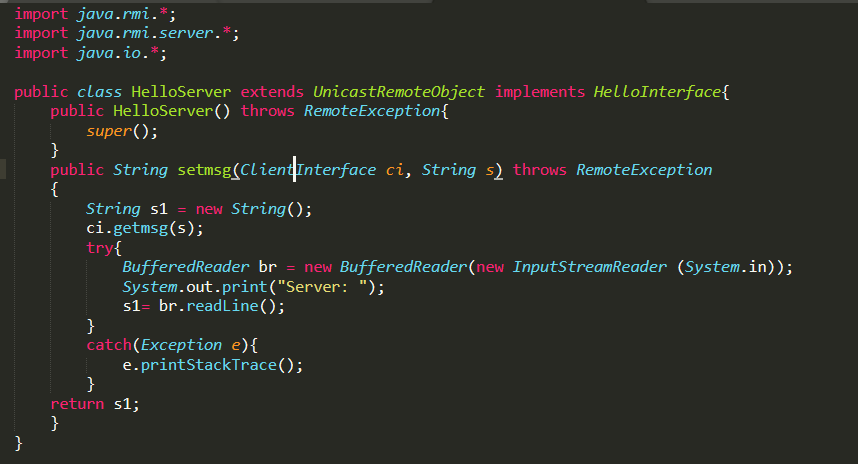 import java.rmi.*;
import java.rmi.server.*;
import java.io.*;
public class HelloServer extends UnicastRemoteObject implements HelloInterface{
public HelloServer() throws RemoteException{
super();
}
public String setmsg(ClientInterface ci, String s) throws RemoteException
{
String s1 = new String();
ci.getmsg(s);
try{
BufferedReader br = new BufferedReader(new InputStreamReader (System.in));
System.out.print("Server: ");
s1= br.readLine();
}
catch(Exception e){
e.printStackTrace();
}
return s1;
}
}